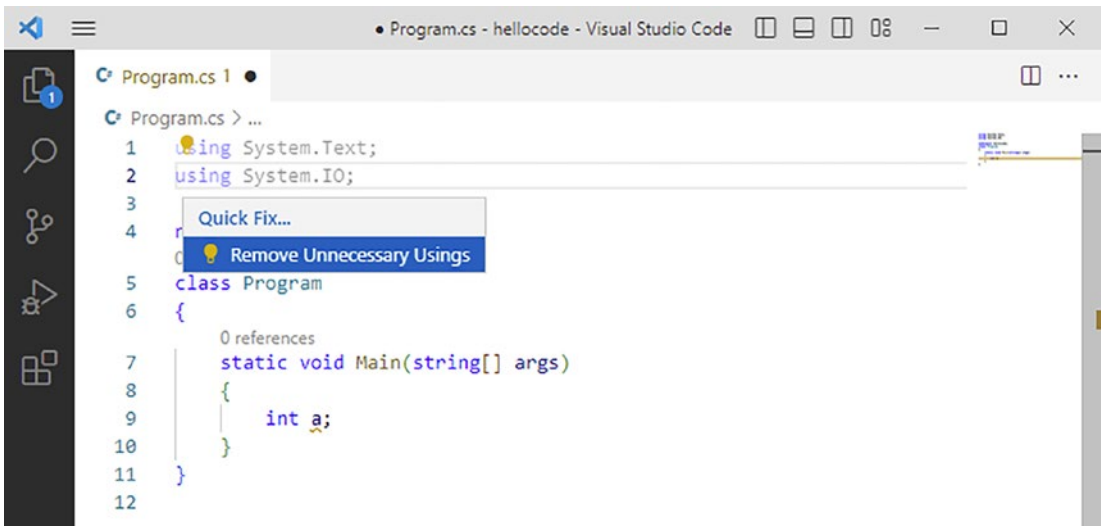 ● Program.cs - hellocode - Visual Studio Code
1
C# Program.cs 1 ●
C# Program.cs > ...
1 using System.Text;
2 using System.IO;
3
Quick Fix...
4 n
Remove Unnecessary Usings
5 class Program
6 {
0 references
7 static void Main(string[] args)
8 {
9 int a;
10 }
11 }
12